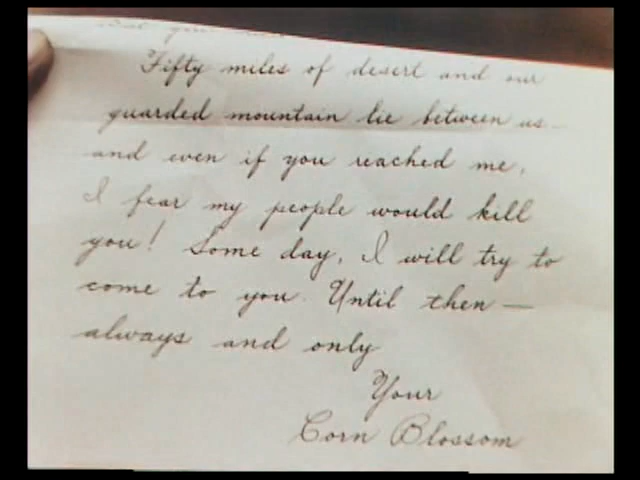 Fifty miles of desert and our
guarded mountain lie between us —
and even if you reached me,
I fear my people would kill
you! Some day, I will try to
come to you. Until then —
always and only
Your
Corn Blossom